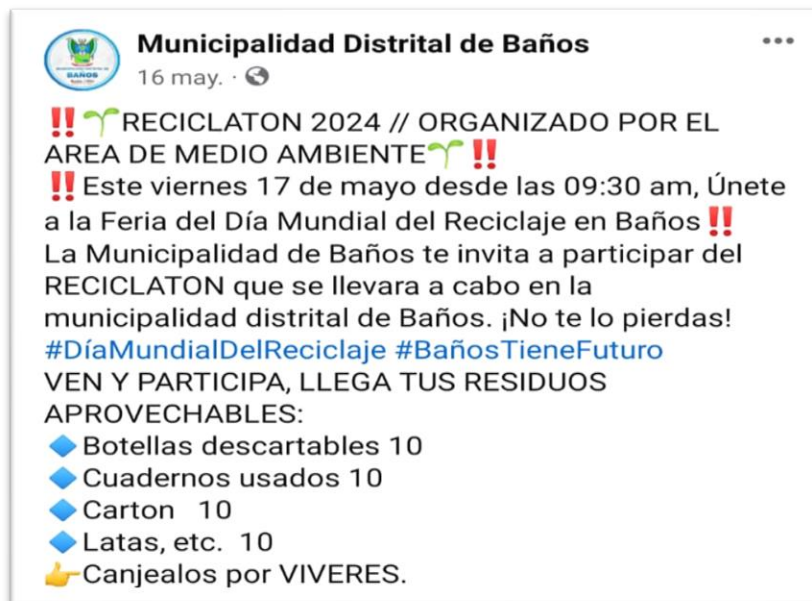 Municipalidad Distrital de Baños
16 may. ·
BAÑOS
‼️🌱RECICLATON 2024 // ORGANIZADO POR EL
AREA DE MEDIO AMBIENTE🌱‼️
‼️Este viernes 17 de mayo desde las 09:30 am, Únete
a la Feria del Día Mundial del Reciclaje en Baños‼️
La Municipalidad de Baños te invita a participar del
RECICLATON que se llevara a cabo en la
municipalidad distrital de Baños. ¡No te lo pierdas!
#DíaMundialDelReciclaje #BañosTieneFuturo
VEN Y PARTICIPA, LLEGA TUS RESIDUOS
APROVECHABLES:
🔷Botellas descartables 10
🔷Cuadernos usados 10
🔷Carton 10
🔷Latas, etc. 10
👉Canjealos por VIVERES.